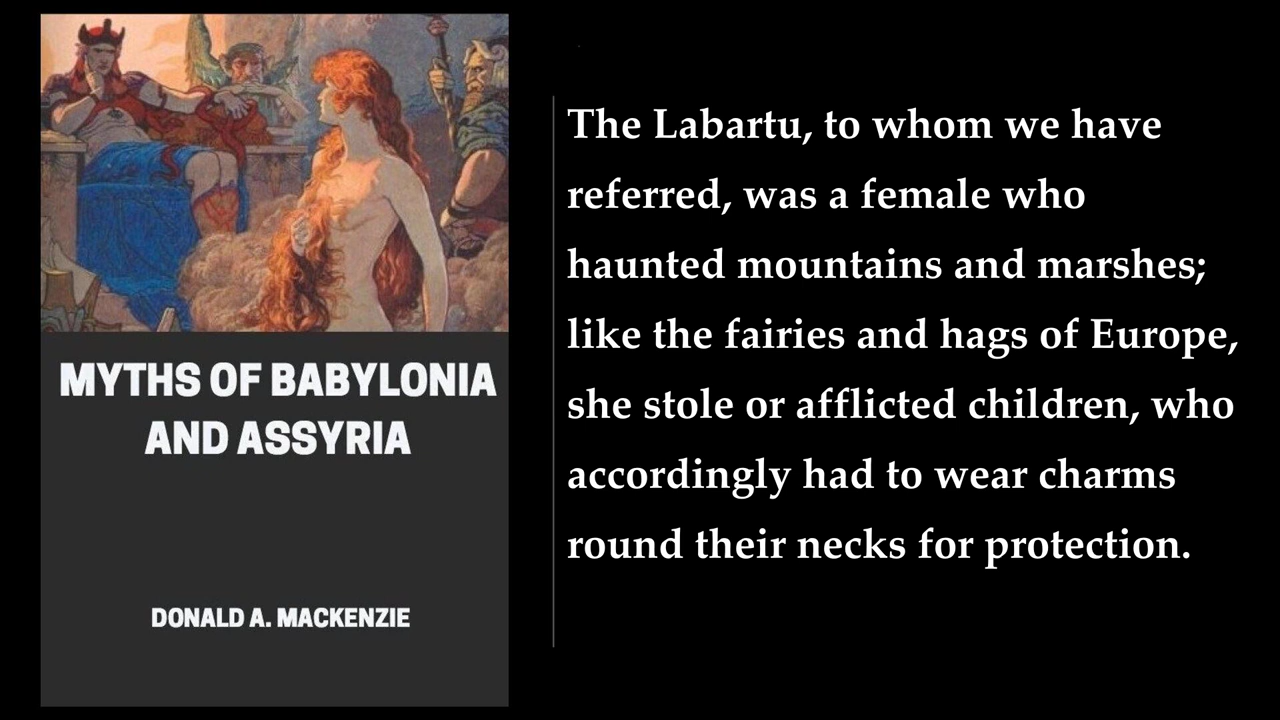 MYTHS OF BABYLONIA
AND ASSYRIA
DONALD A. MACKENZIE
The Labartu, to whom we have
referred, was a female who
haunted mountains and marshes;
like the fairies and hags of Europe,
she stole or afflicted children, who
accordingly had to wear charms
round their necks for protection.